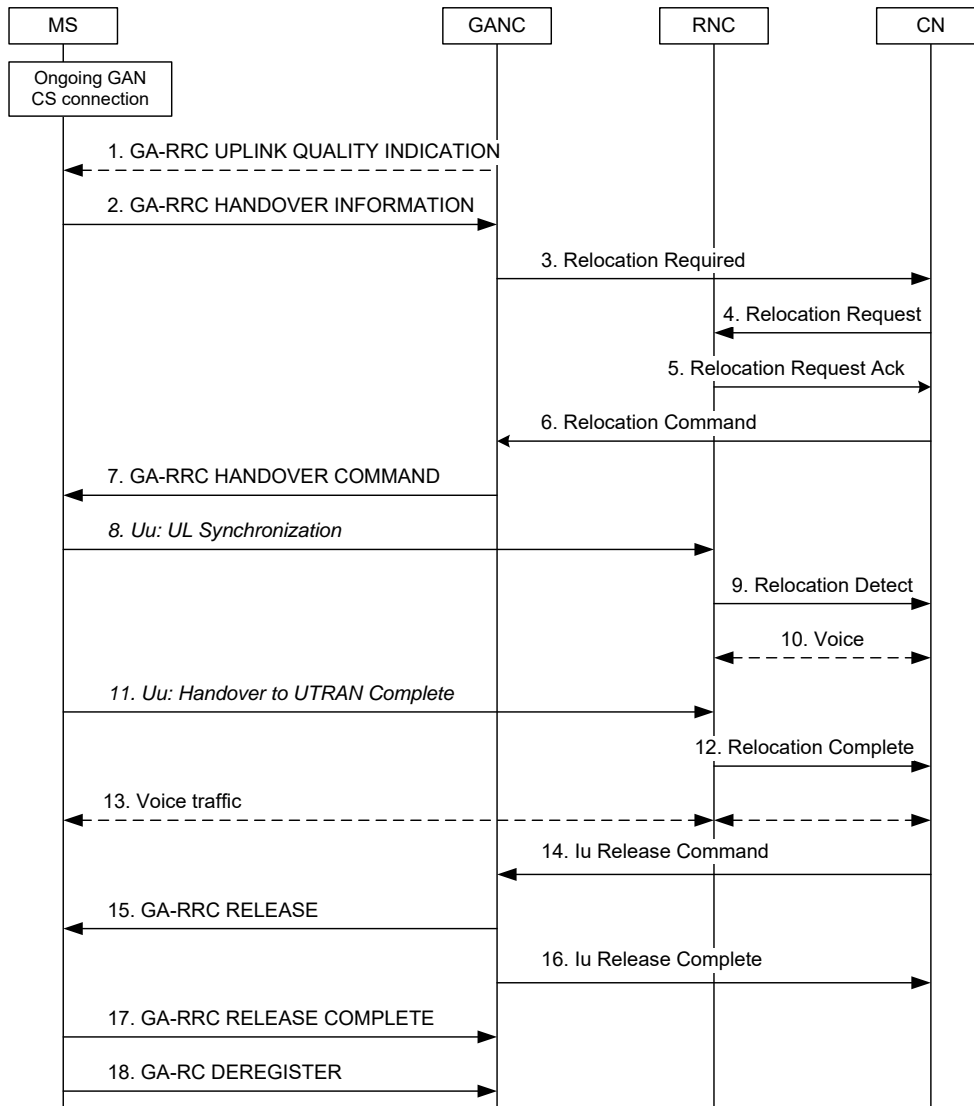 MS
GANC
RNC
CN
Ongoing GAN
CS connection
1. GA-RRC UPLINK QUALITY INDICATION
2. GA-RRC HANDOVER INFORMATION
3. Relocation Required
4. Relocation Request
5. Relocation Request Ack
6. Relocation Command
7. GA-RRC HANDOVER COMMAND
8. Uu: UL Synchronization
9. Relocation Detect
10. Voice
11. Uu: Handover to UTRAN Complete
12. Relocation Complete
13. Voice traffic
14. Iu Release Command
15. GA-RRC RELEASE
16. Iu Release Complete
17. GA-RRC RELEASE COMPLETE
18. GA-RC DEREGISTER